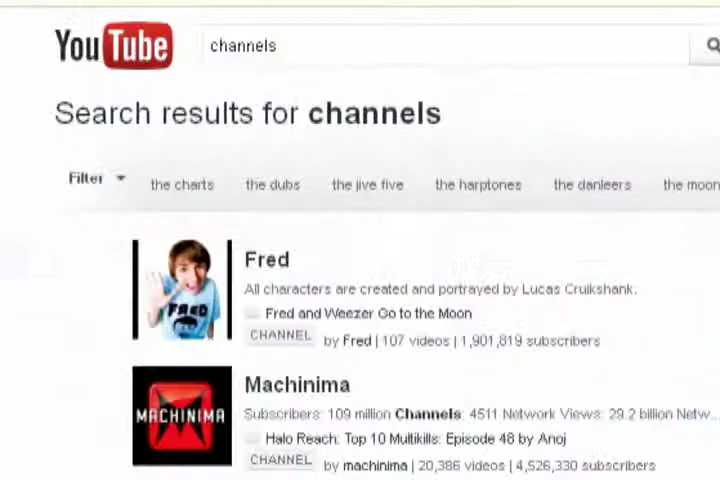 YouTube channels
Search results for channels
Filter the charts the dubs the jive five the harptones the danleers the moon
Fred
All characters are created and portrayed by Lucas Cruikshank.
FRED
Fred and Weezer Go to the Moon
CHANNEL by Fred | 107 videos | 1,901,819 subscribers
Machinima
MACHINIMA
Subscribers: 109 million Channels: 4511 Network Views: 29.2 billion Netw...
Halo Reach: Top 10 Multikills: Episode 48 by Anoj
CHANNEL by machinima | 20,386 videos | 4,526,330 subscribers